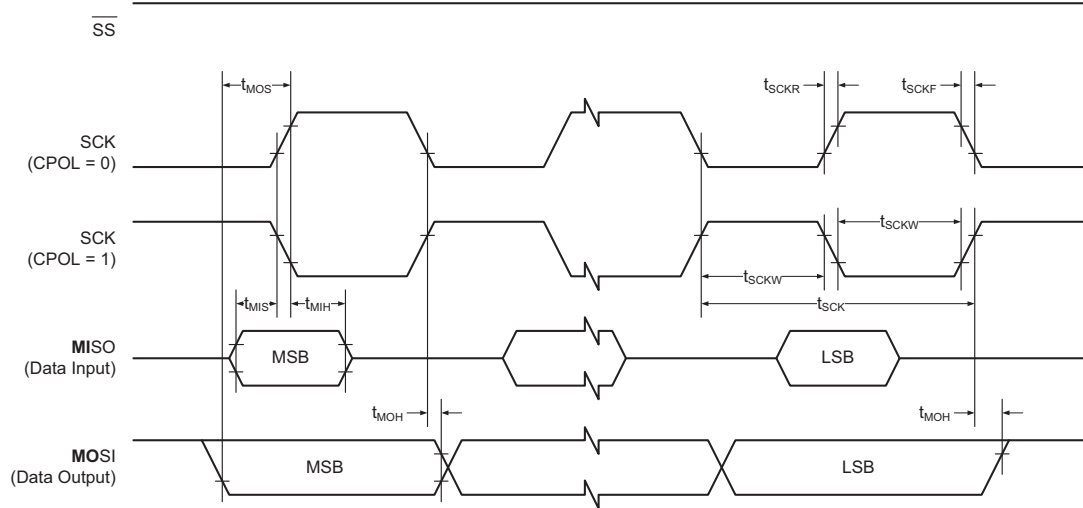 SS
tMOS
tSCKR
tSCKF
SCK
(CPOL = 0)
SCK
(CPOL = 1)
tSCKW
tSCKW
tSCK
tMIS
tMIH
MISO
(Data Input)
MSB
LSB
tMOH
tMOH
MOSI
(Data Output)
MSB
LSB